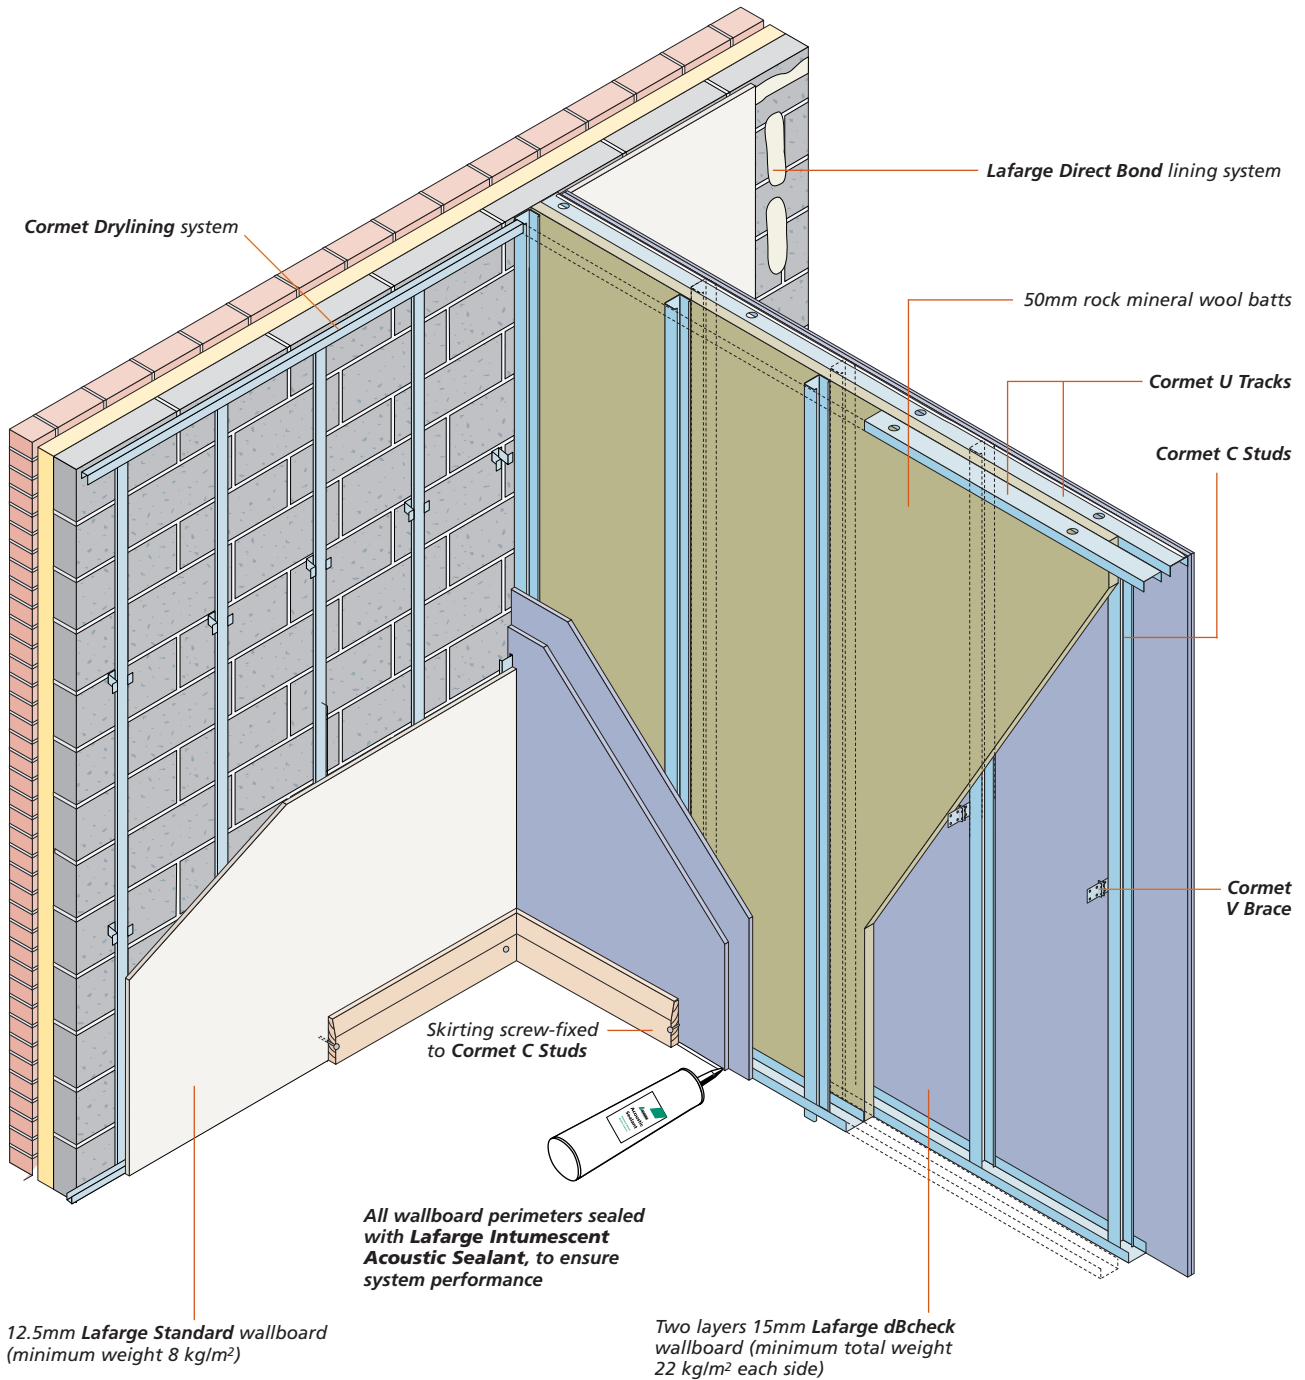 Lafarge Direct Bond lining system
Cormet Drylining system
50mm rock mineral wool batts
Cormet U Tracks
Cormet C Studs
Cormet
V Brace
Skirting screw-fixed
to Cormet C Studs
Acoustic
Sealant
All wallboard perimeters sealed
with Lafarge Intumescent
Acoustic Sealant, to ensure
system performance
12.5mm Lafarge Standard wallboard
(minimum weight 8 kg/m²)
Two layers 15mm Lafarge dBcheck
wallboard (minimum total weight
22 kg/m² each side)